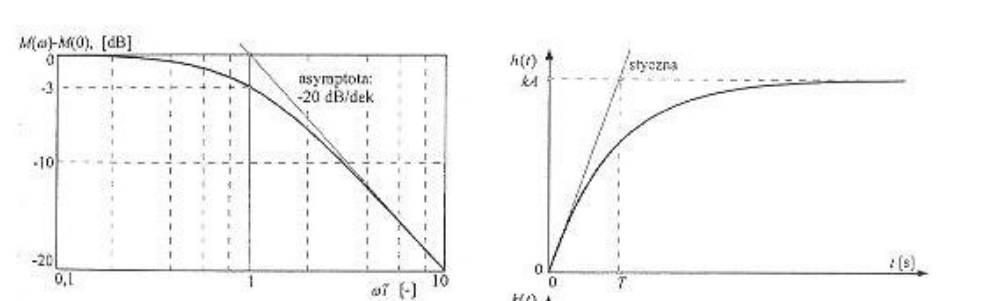 M(ω)-M(0), [dB]
0
-3
-10
-20
asymptota:
-20 dB/dek
0,1
1
10
ωT [-]
h(t)
kA
styczna
0
0
T
t [s]
h(t)